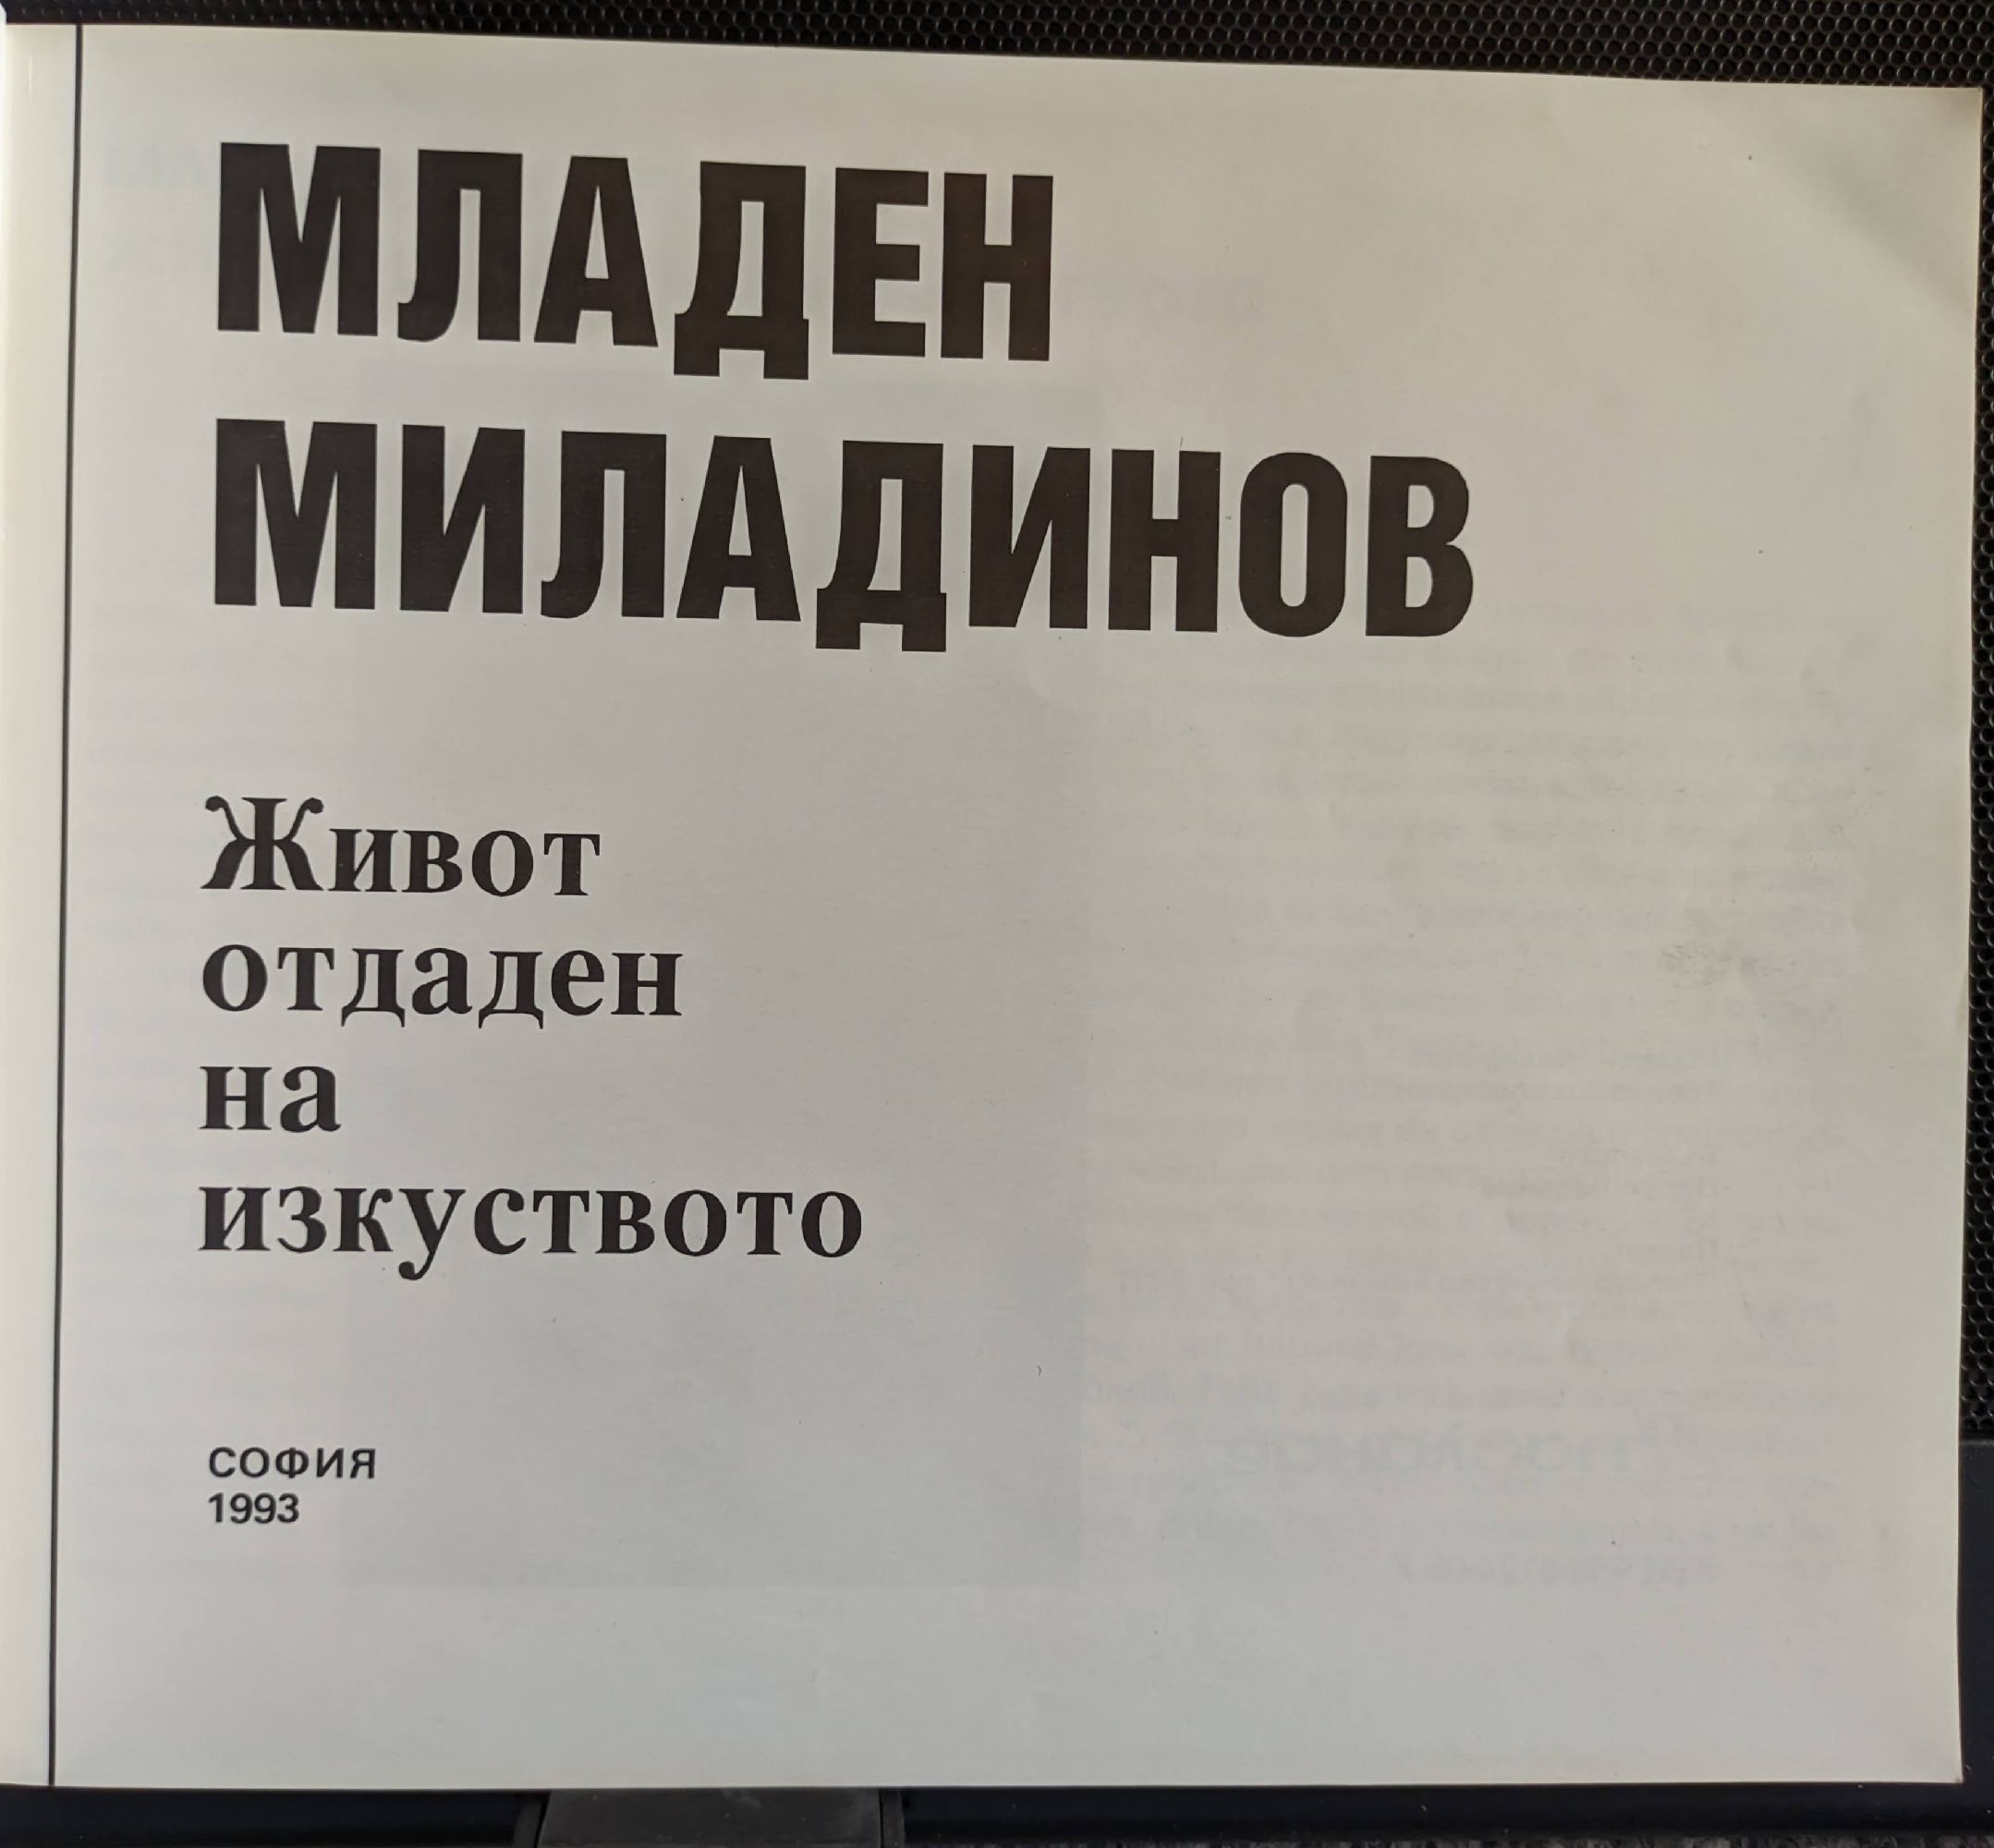 МЛАДЕН
МИЛАДИНОВ
Живот
отдаден
на
изкуството
СОФИЯ
1993